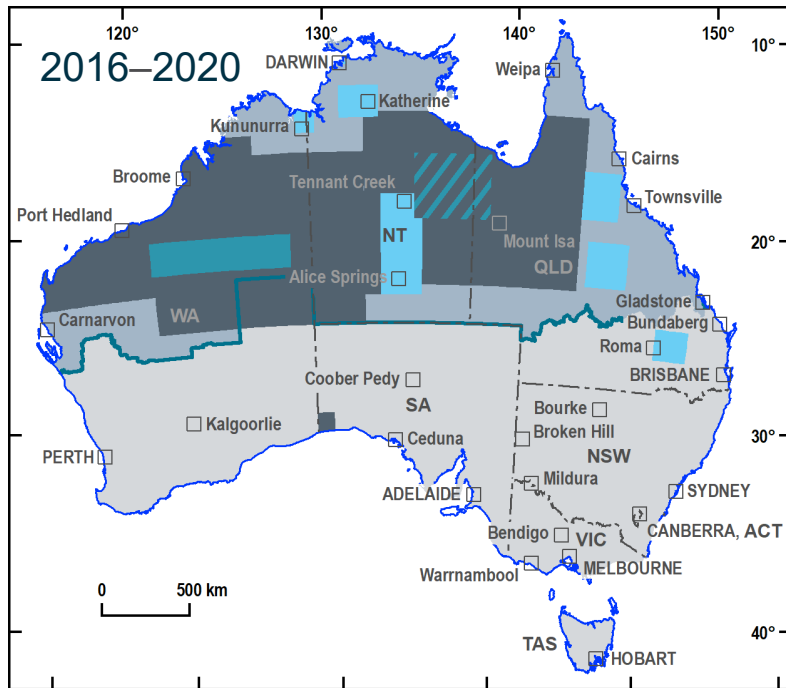 120° 130° 140° 150° 10°
2016–2020
DARWIN
Weipa
Katherine
Kununurra
Cairns
Broome
Tennant Creek
Townsville
Port Hedland
Mount Isa
NT
20°
QLD
Alice Springs
Gladstone
WA
Carnarvon
Bundaberg
Roma
BRISBANE
Coober Pedy
SA
Bourke
Kalgoorlie
Broken Hill
30°
Ceduna
NSW
PERTH
Mildura
ADELAIDE
SYDNEY
CANBERRA, ACT
Bendigo
VIC
MELBOURNE
Warrnambool
0 500 km
40°
TAS
HOBART